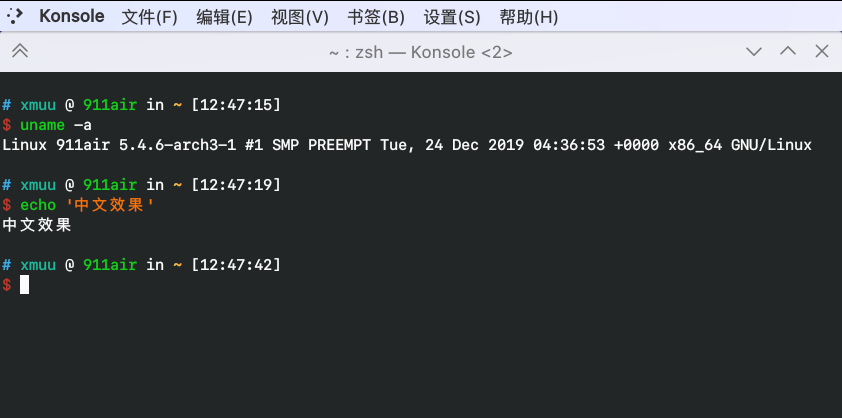 Konsole 文件(F) 编辑(E) 视图(V) 书签(B) 设置(S) 帮助(H)
~ : zsh — Konsole <2>
# xmuu @ 911air in ~ [12:47:15]
$ uname -a
Linux 911air 5.4.6-arch3-1 #1 SMP PREEMPT Tue, 24 Dec 2019 04:36:53 +0000 x86_64 GNU/Linux
# xmuu @ 911air in ~ [12:47:19]
$ echo '中文效果'
中文效果
# xmuu @ 911air in ~ [12:47:42]
$